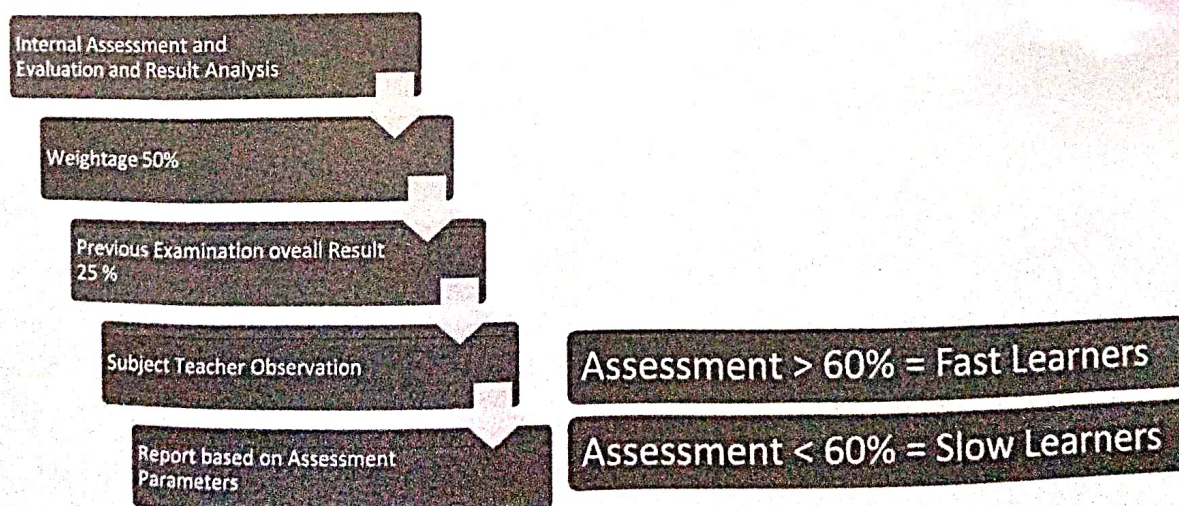 Internal Assessment and
Evaluation and Result Analysis
Weightage 50%
Previous Examination oveall Result
25 %
Subject Teacher Observation
Report based on Assessment
Parameters
Assessment > 60% = Fast Learners
Assessment < 60% = Slow Learners